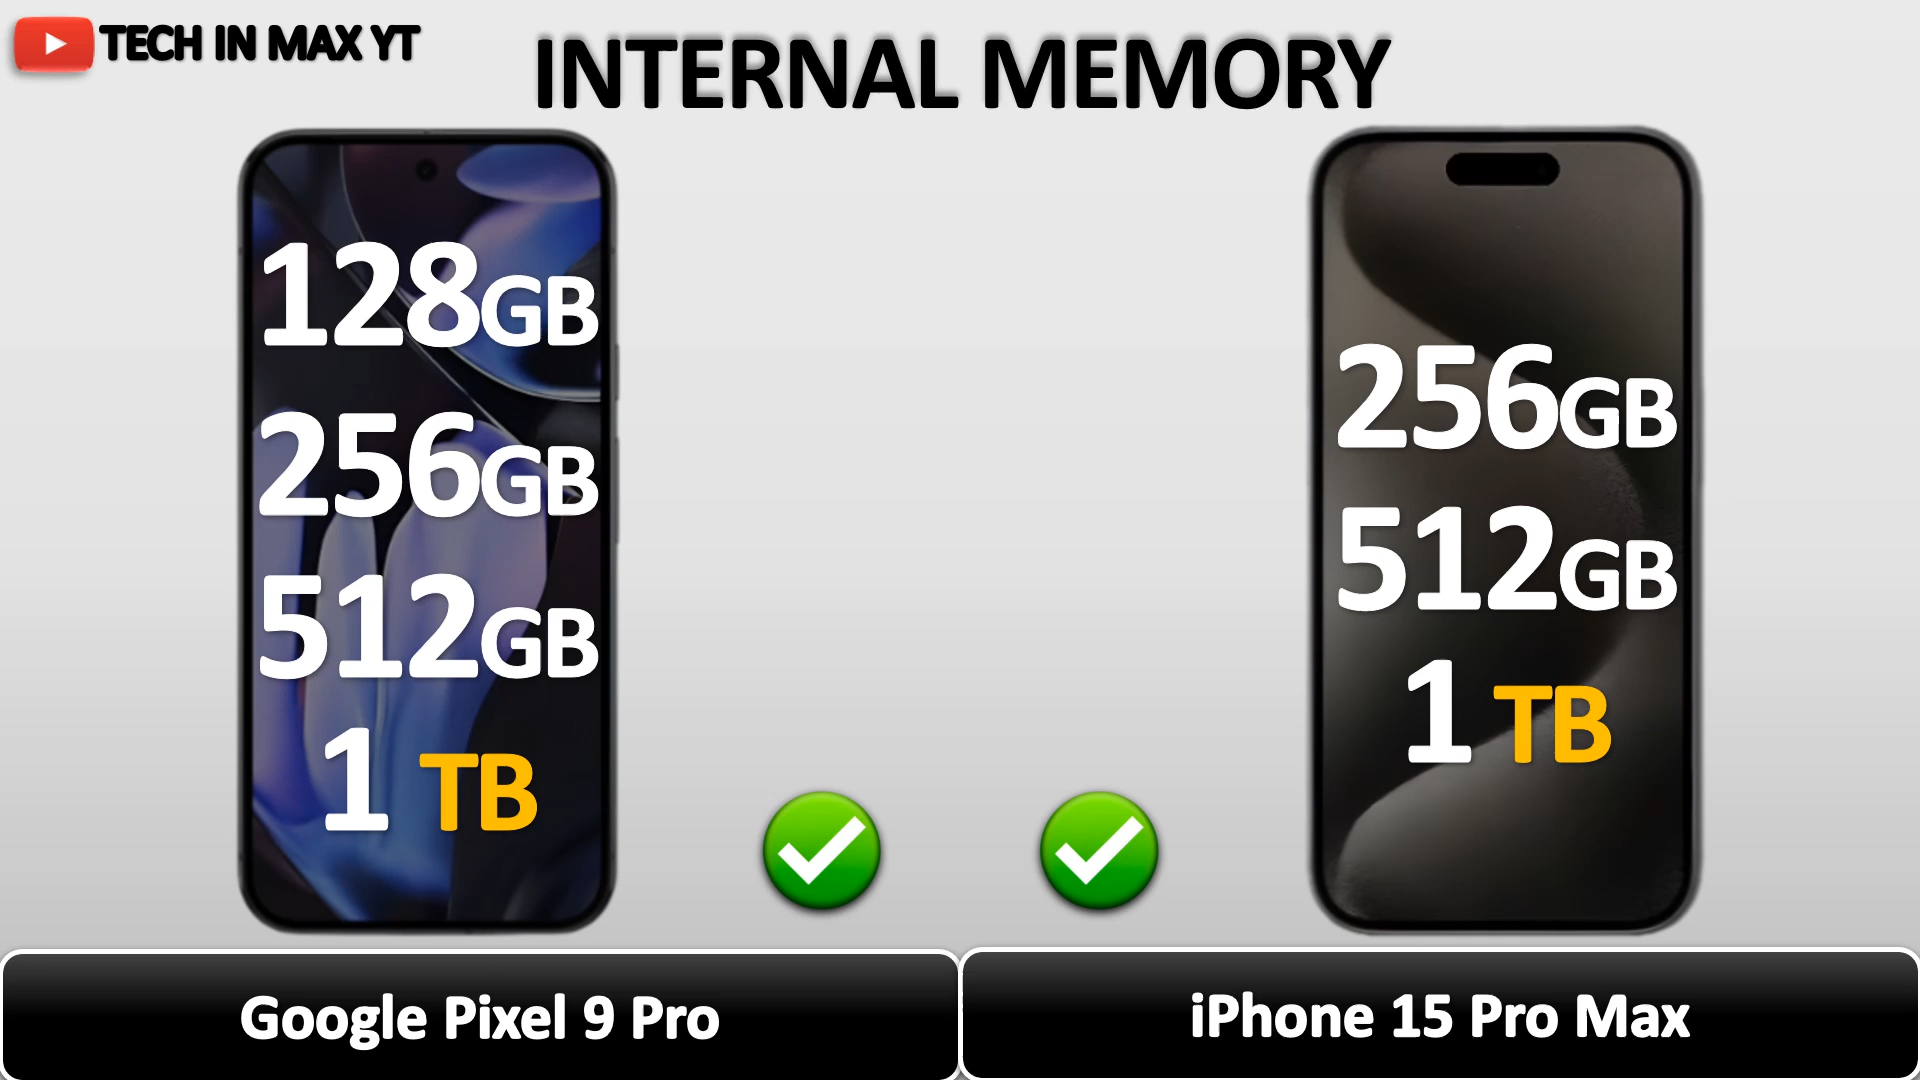 TECH IN MAX YT
INTERNAL MEMORY
128GB
256GB
512GB
1 TB
256GB
512GB
1 TB
Google Pixel 9 Pro
iPhone 15 Pro Max